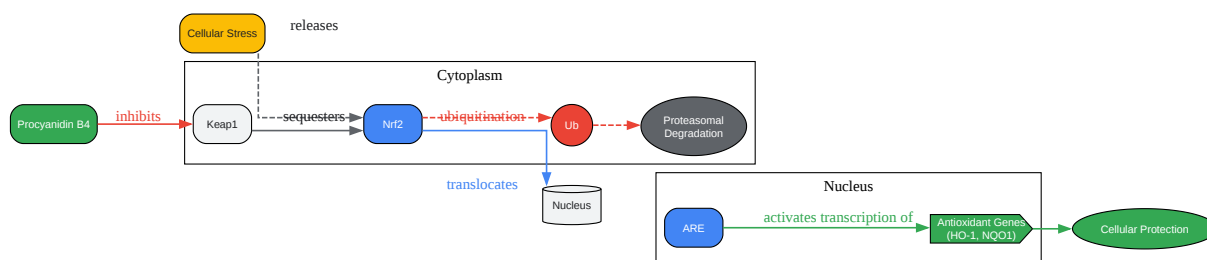 Cellular Stress
releases
Cytoplasm
Procyanidin B4
inhibits
Keap1
sequesters
Nrf2
ubiquitination
Ub
Proteasomal
Degradation
translocates
Nucleus
Nucleus
ARE
activates transcription of
Antioxidant Genes
(HO-1, NQO1)
Cellular Protection